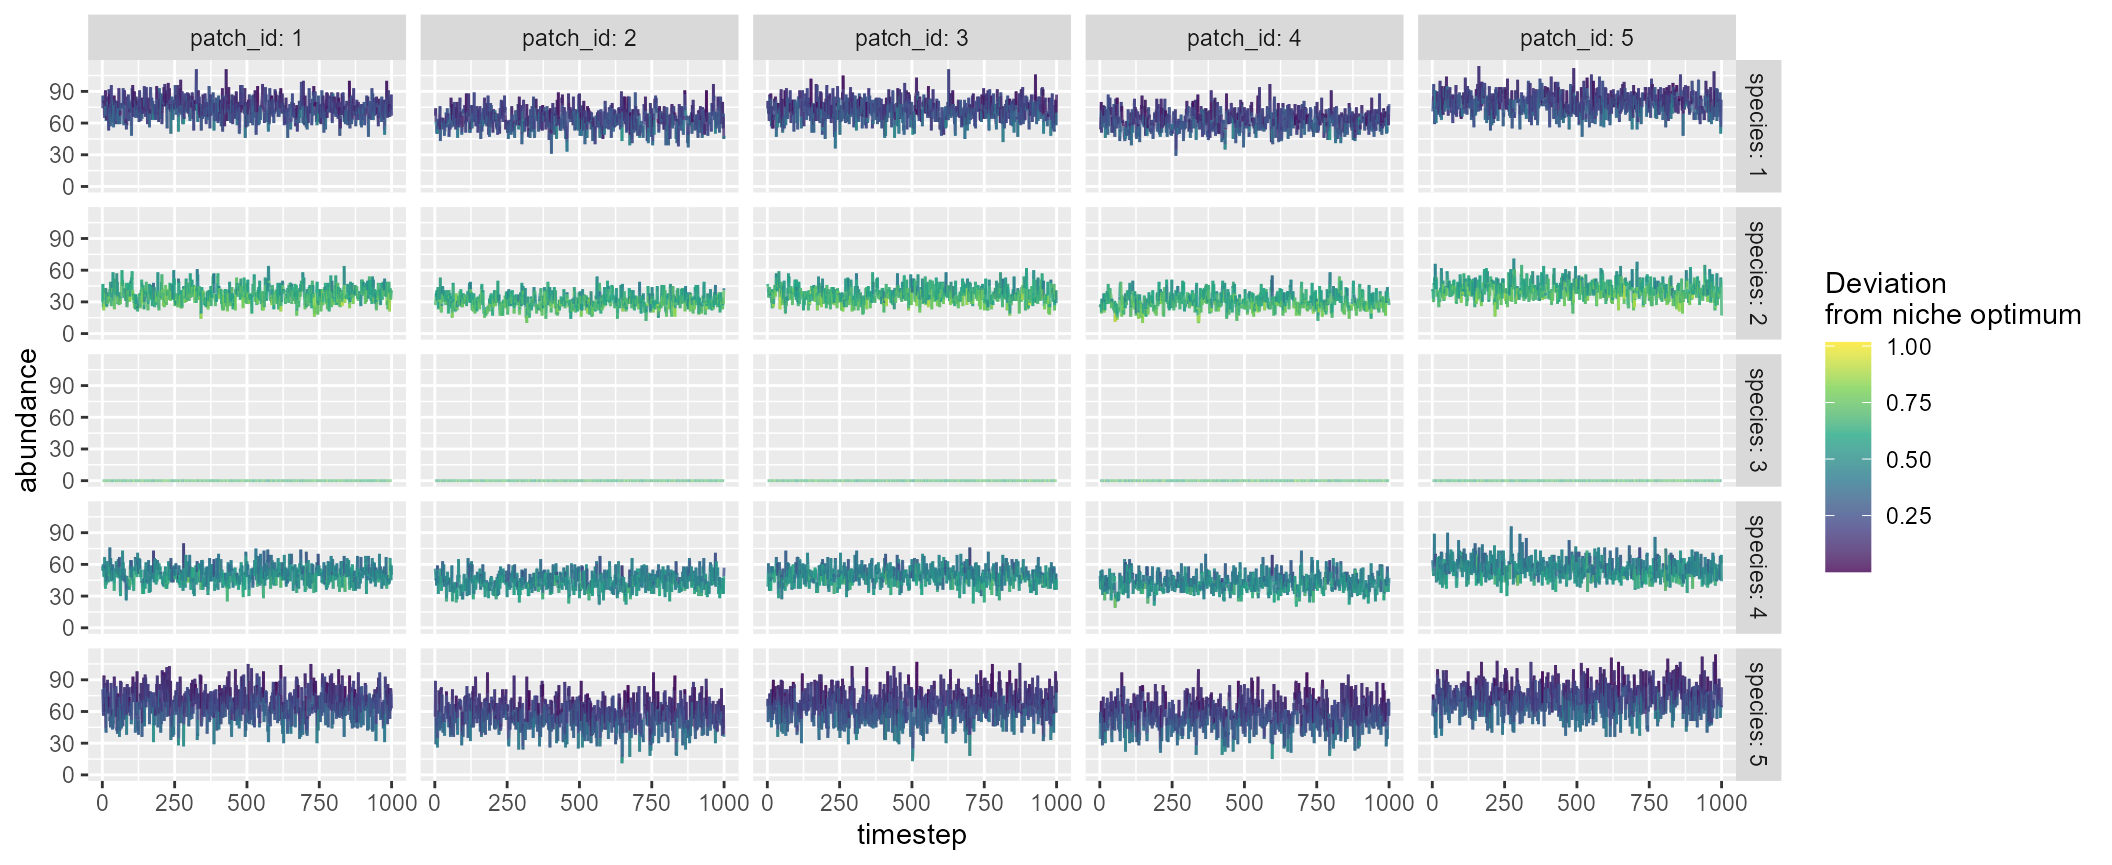 patch_id: 1
patch_id: 2
patch_id: 3
patch_id: 4
patch_id: 5
90
60
30
0
species: 1
90
60
30
0
species: 2
90
60
30
0
species: 3
90
60
30
0
species: 4
90
60
30
0
species: 5
abundance
0 250 500 750 1000
0 250 500 750 1000
0 250 500 750 1000
0 250 500 750 1000
0 250 500 750 1000
timestep
Deviation
from niche optimum
1.00
0.75
0.50
0.25